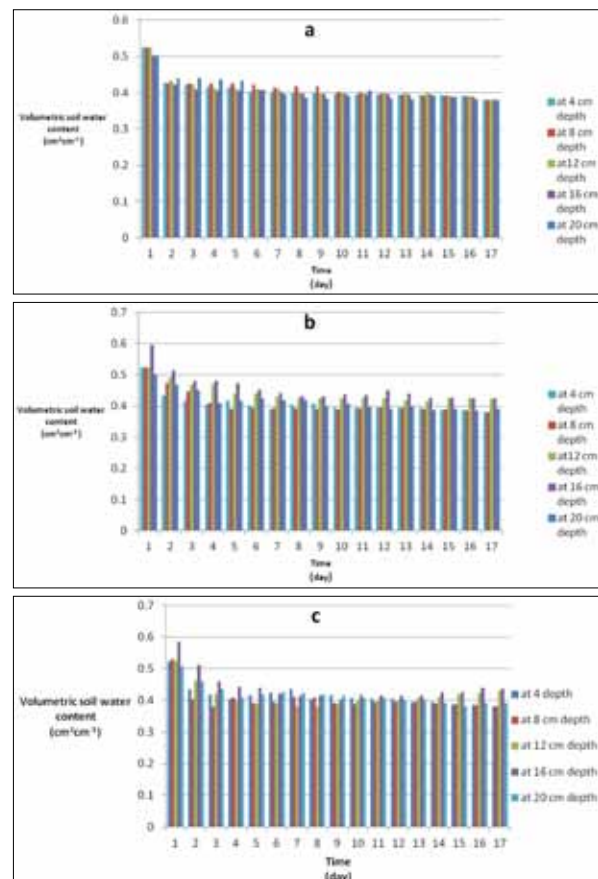 a
0.6
0.5
0.4
0.3
0.2
0.1
0
Volumetric soil water
content
(cm³cm⁻³)
1 2 3 4 5 6 7 8 9 10 11 12 13 14 15 16 17
Time
(day)
at 4 cm
depth
at 8 cm
depth
at12 cm
depth
at 16 cm
depth
at 20 cm
depth
b
0.7
0.6
0.5
0.4
0.3
0.2
0.1
0
Volumetric soil water
content
(cm³cm⁻³)
1 2 3 4 5 6 7 8 9 10 11 12 13 14 15 16 17
Time
(day)
at 4 cm
depth
at 8 cm
depth
at12 cm
depth
at 16 cm
depth
at 20 cm
depth
c
0.7
0.6
0.5
0.4
0.3
0.2
0.1
0
Volumetric soil water
content
(cm³cm⁻³)
1 2 3 4 5 6 7 8 9 10 11 12 13 14 15 16 17
Time
(day)
at 4 depth
at 8 cm depth
at 12 cm depth
at 16 cm depth
at 20 cm depth